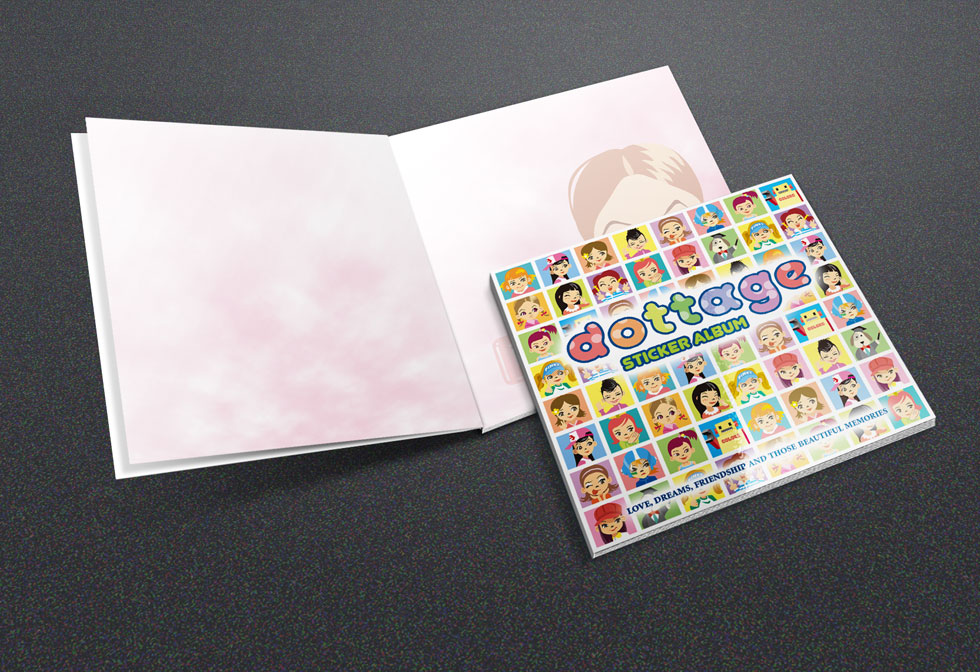 dottage
STICKER ALBUM
LOVE, DREAMS, FRIENDSHIP AND THOSE BEAUTIFUL MEMORIES